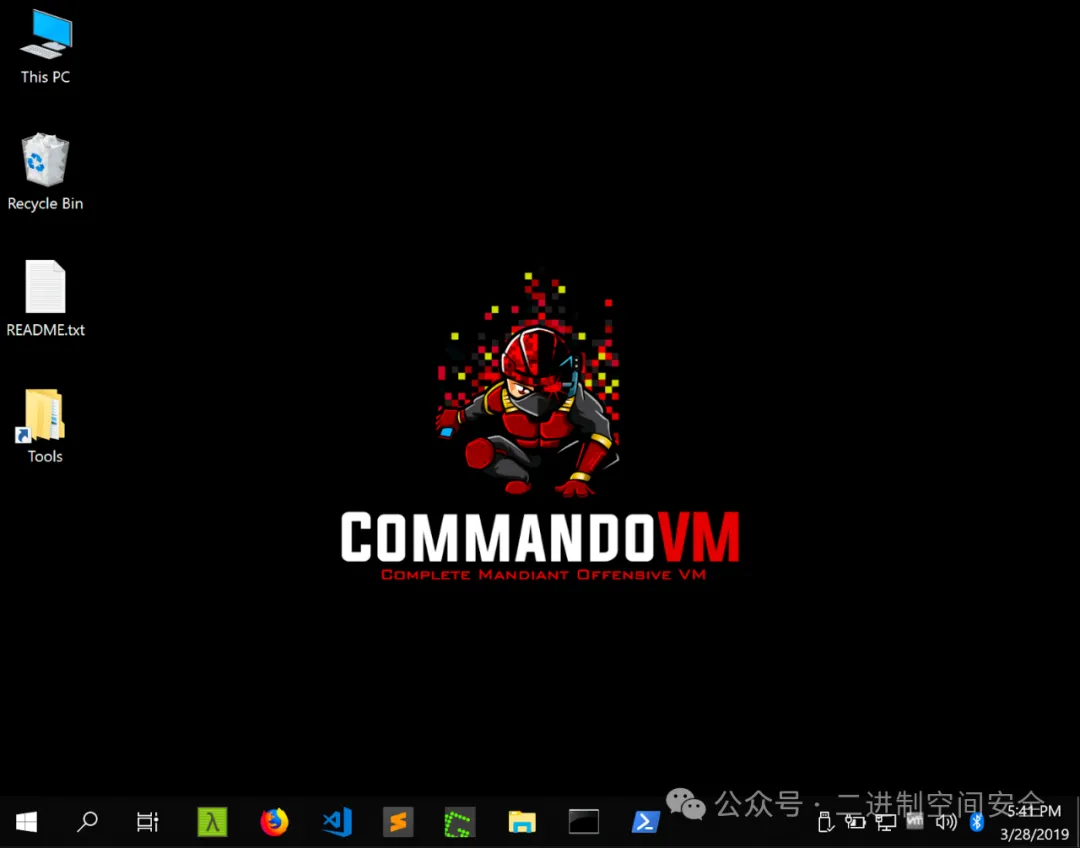 This PC
Recycle Bin
README.txt
Tools
COMMANDOVM
COMPLETE MANDIANT OFFENSIVE VM
公众号 · 二进制空间安全
vm
5:41 PM
3/28/2019